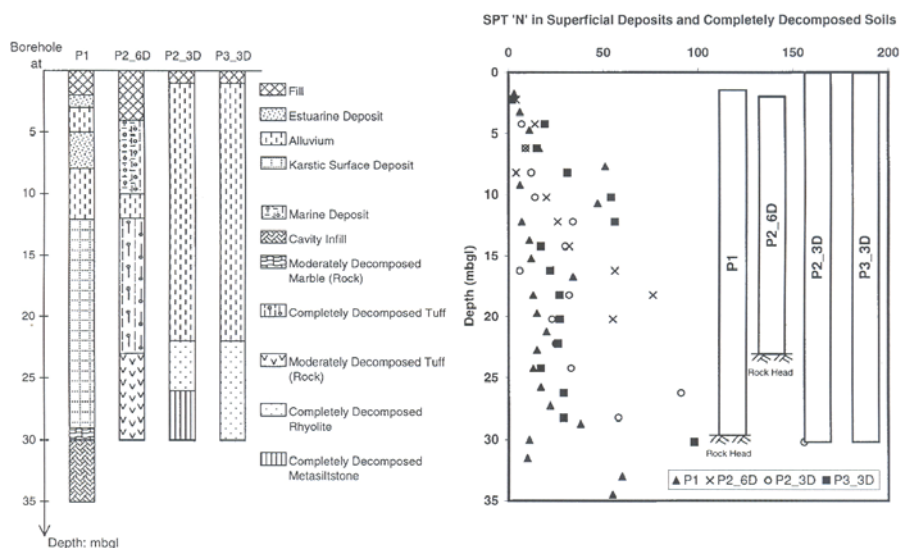 Borehole at
P1 P2_6D P2_3D P3_3D
5
10
15
20
25
30
35
Depth: mbgl
Fill
Estuarine Deposit
Alluvium
Karstic Surface Deposit
Marine Deposit
Cavity Infill
Moderately Decomposed
Marble (Rock)
Completely Decomposed Tuff
Moderately Decomposed Tuff
(Rock)
Completely Decomposed
Rhyolite
Completely Decomposed
Metasiltstone
SPT 'N' in Superficial Deposits and Completely Decomposed Soils
0 50 100 150 200
Depth (mbgl)
0
5
10
15
20
25
30
35
P1
P2_6D
P2_3D
P3_3D
Rock Head
Rock Head
P1 P2_6D P2_3D P3_3D